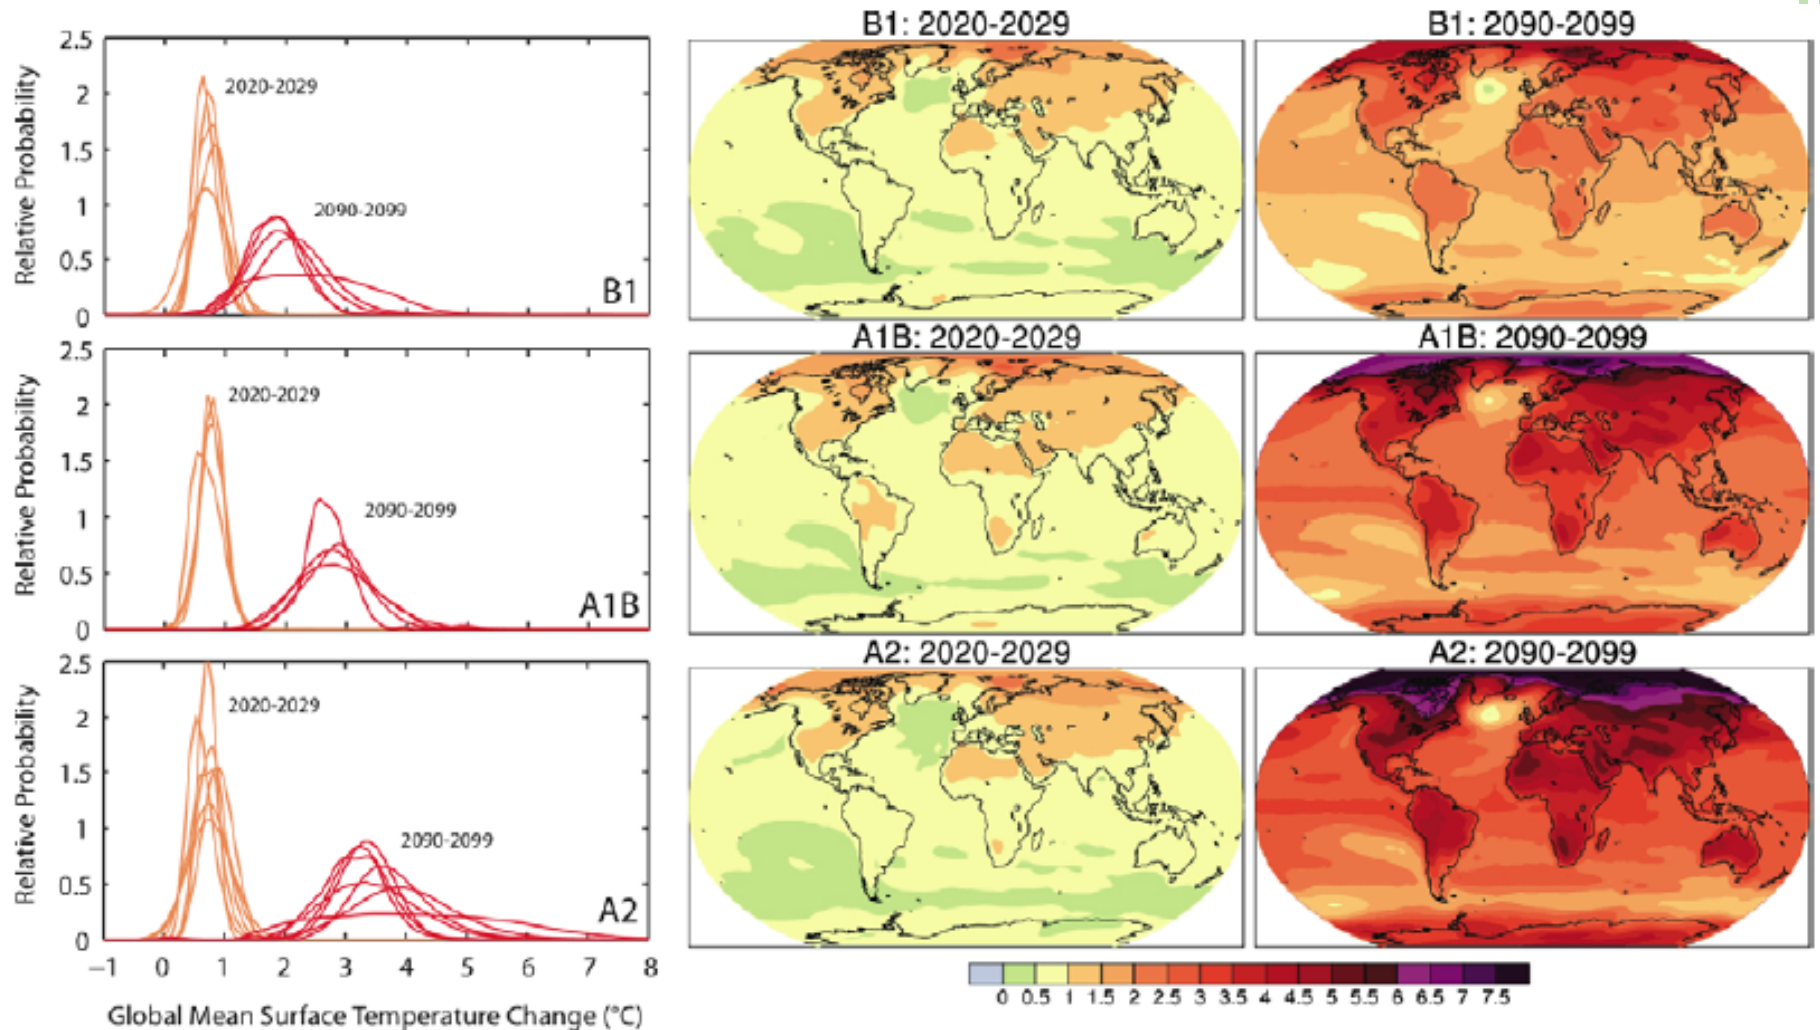 B1: 2020-2029
B1: 2090-2099
2.5
2
1.5
1
0.5
0
Relative Probability
2020-2029
2090-2099
B1
A1B: 2020-2029
A1B: 2090-2099
2.5
2
1.5
1
0.5
0
Relative Probability
2020-2029
2090-2099
A1B
A2: 2020-2029
A2: 2090-2099
2.5
2
1.5
1
0.5
0
Relative Probability
2020-2029
2090-2099
A2
−1 0 1 2 3 4 5 6 7 8
Global Mean Surface Temperature Change (°C)
0 0.5 1 1.5 2 2.5 3 3.5 4 4.5 5 5.5 6 6.5 7 7.5